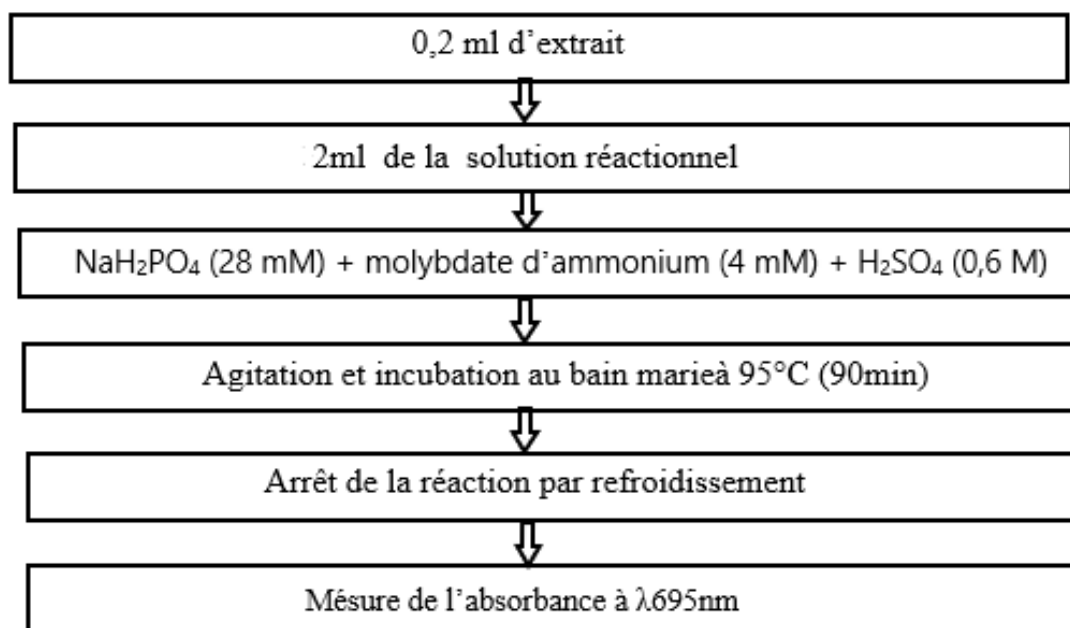 0,2 ml d’extrait
2ml de la solution réactionnel
NaH₂PO₄ (28 mM) + molybdate d’ammonium (4 mM) + H₂SO₄ (0,6 M)
Agitation et incubation au bain marieà 95°C (90min)
Arrêt de la réaction par refroidissement
Mésure de l’absorbance à λ695nm